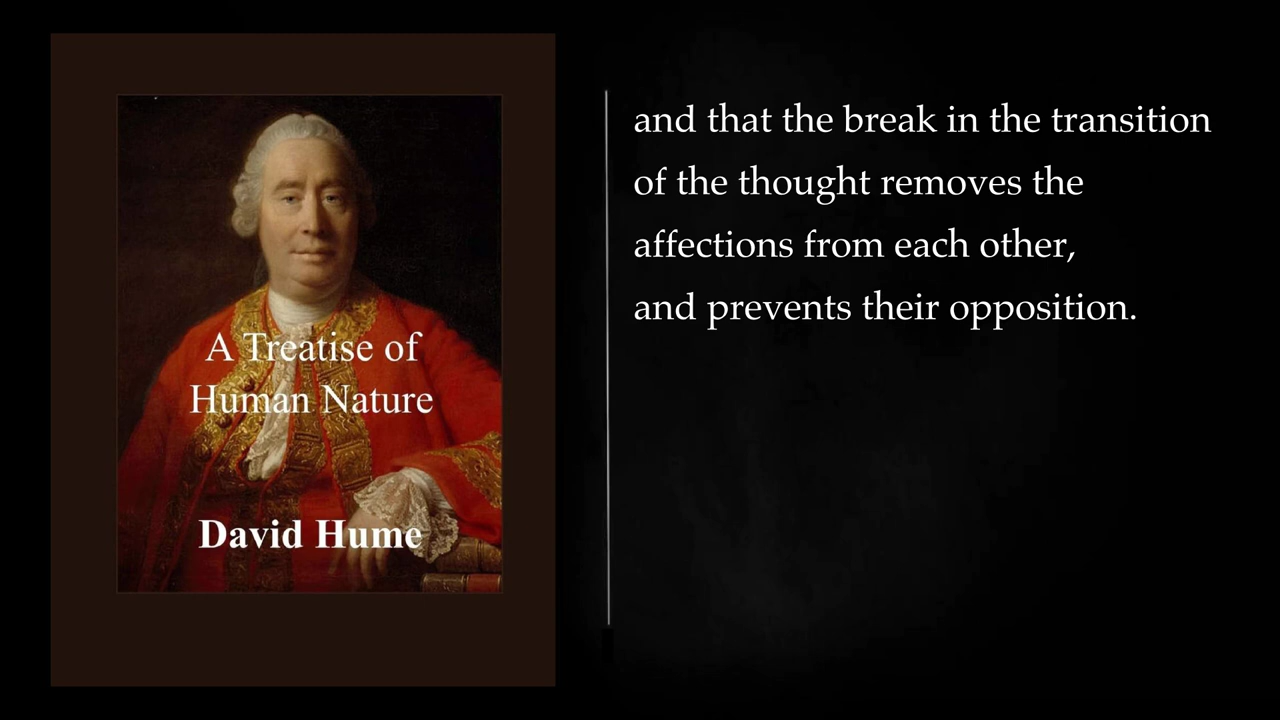 A Treatise of
Human Nature
David Hume
and that the break in the transition
of the thought removes the
affections from each other,
and prevents their opposition.